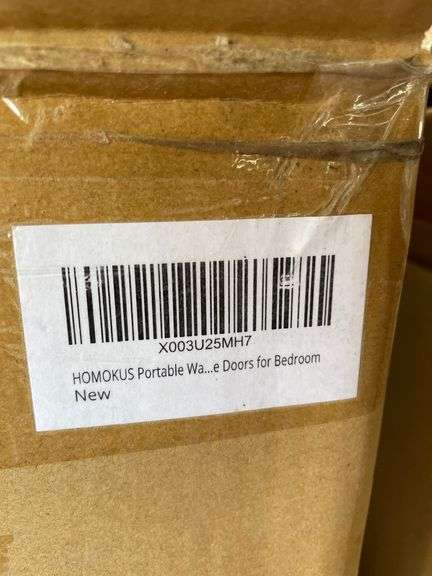 X003U25MH7
HOMOKUS Portable Wa...e Doors for Bedroom
New